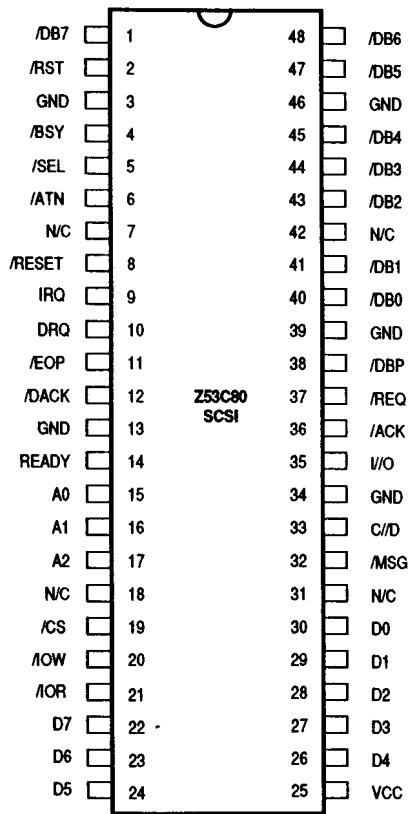 /DB7 1 48 /DB6
/RST 2 47 /DB5
GND 3 46 GND
/BSY 4 45 /DB4
/SEL 5 44 /DB3
/ATN 6 43 /DB2
N/C 7 42 N/C
/RESET 8 41 /DB1
IRQ 9 40 /DB0
DRQ 10 39 GND
/EOP 11 38 /DBP
/DACK 12 Z53C80 37 /REQ
SCSI
GND 13 36 /ACK
READY 14 35 I//O
A0 15 34 GND
A1 16 33 C//D
A2 17 32 /MSG
N/C 18 31 N/C
/CS 19 30 D0
/IOW 20 29 D1
/IOR 21 28 D2
D7 22 27 D3
D6 23 26 D4
D5 24 25 VCC